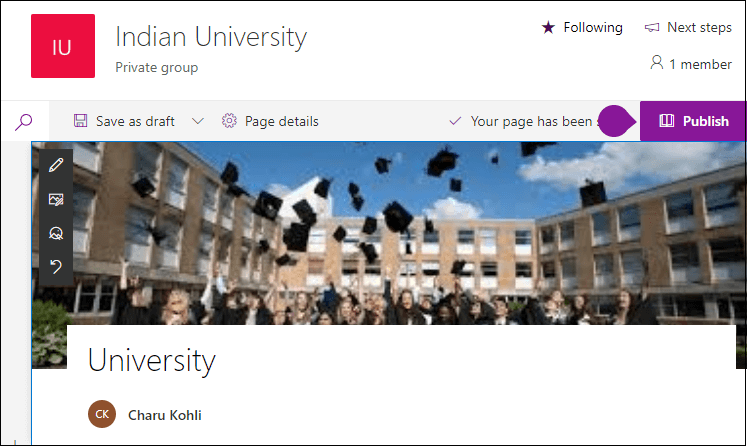 IU
Indian University
Private group
Following
Next steps
1 member
Save as draft
Page details
Your page has been s
Publish
University
CK
Charu Kohli